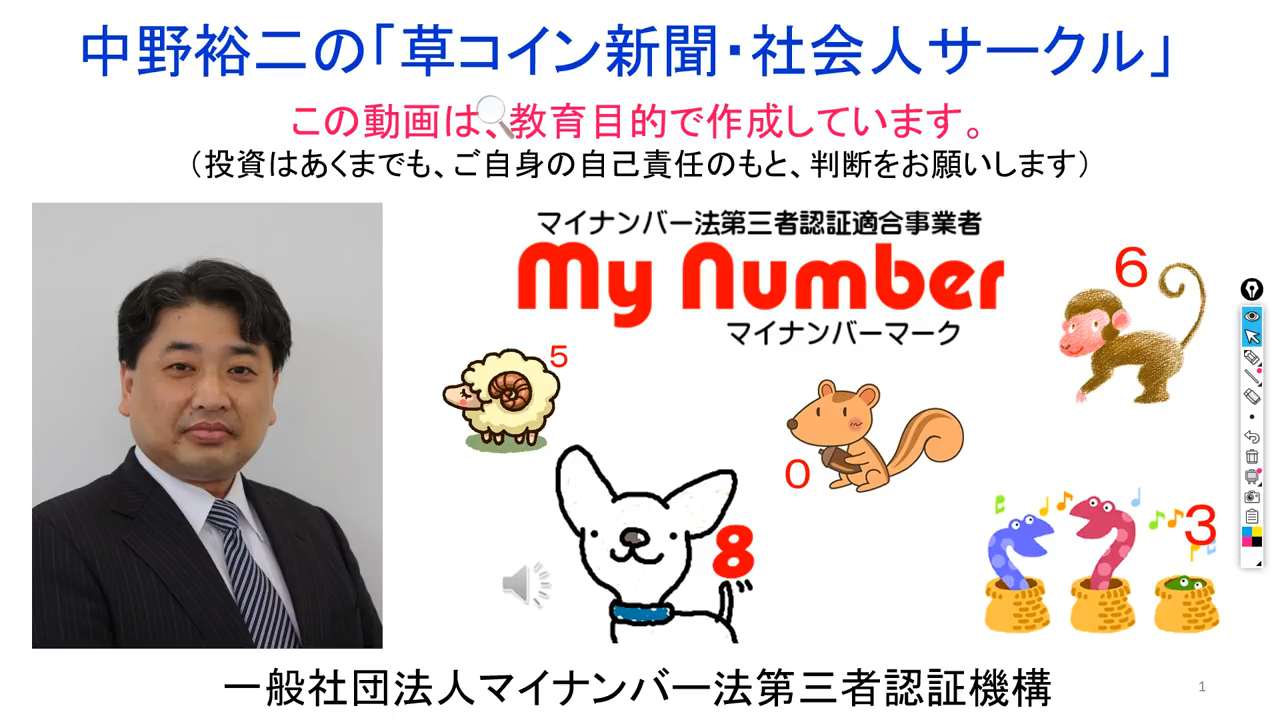 中野裕二の「草コイン新聞・社会人サークル」
この動画は、教育目的で作成しています。
（投資はあくまでも、ご自身の自己責任のもと、判断をお願いします）
マイナンバー法第三者認証適合事業者
My Number
マイナンバーマーク
6
5
0
3
8
一般社団法人マイナンバー法第三者認証機構
1